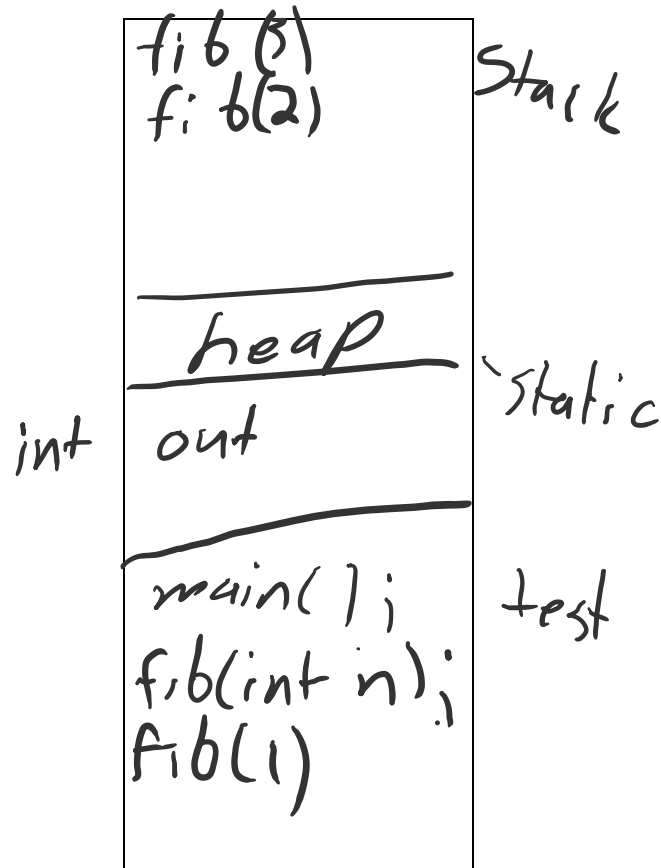 fib(3)
Stack
fib(2)
heap
static
int
out
main();
test
fib(int n);
fib(1)